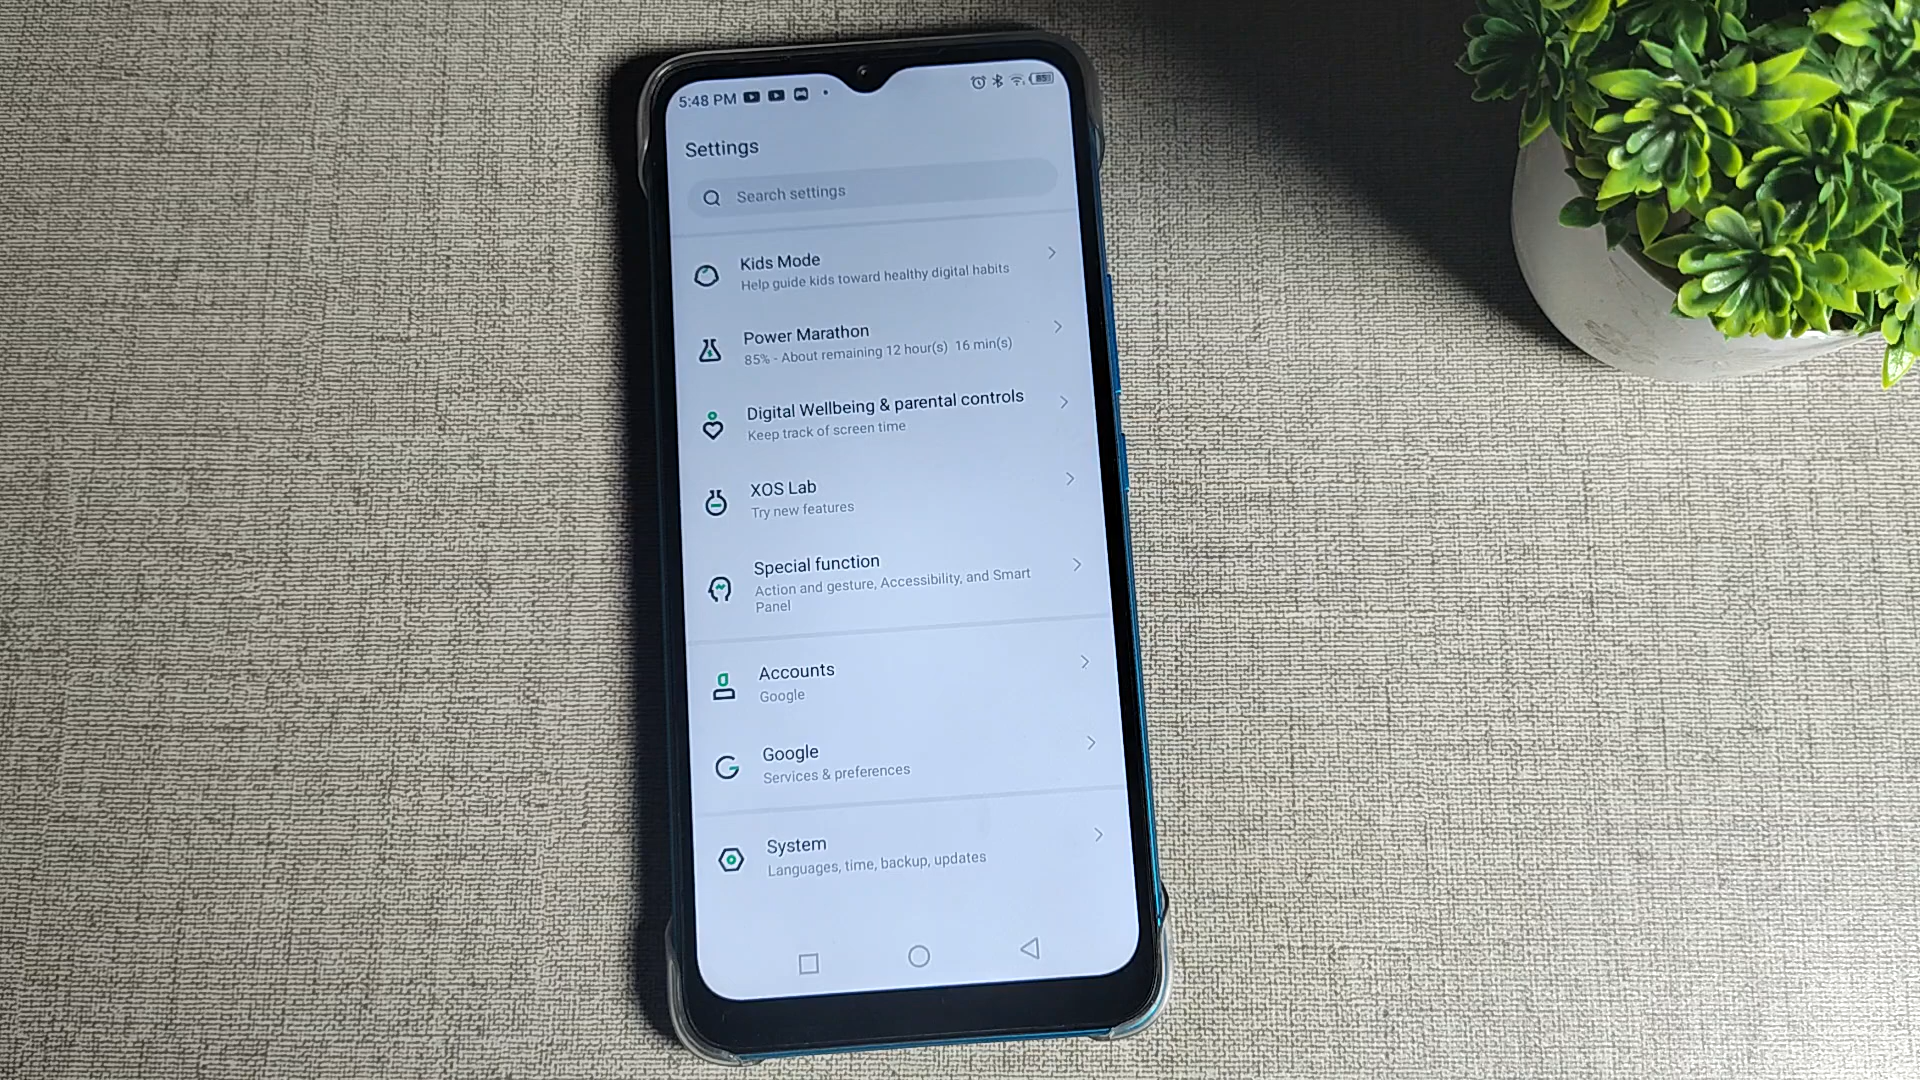 5:48 PM
85
Settings
Search settings
Kids Mode
Help guide kids toward healthy digital habits
Power Marathon
85% - About remaining 12 hour(s) 16 min(s)
Digital Wellbeing & parental controls
Keep track of screen time
XOS Lab
Try new features
Special function
Action and gesture, Accessibility, and Smart
Panel
Accounts
Google
Google
Services & preferences
System
Languages, time, backup, updates